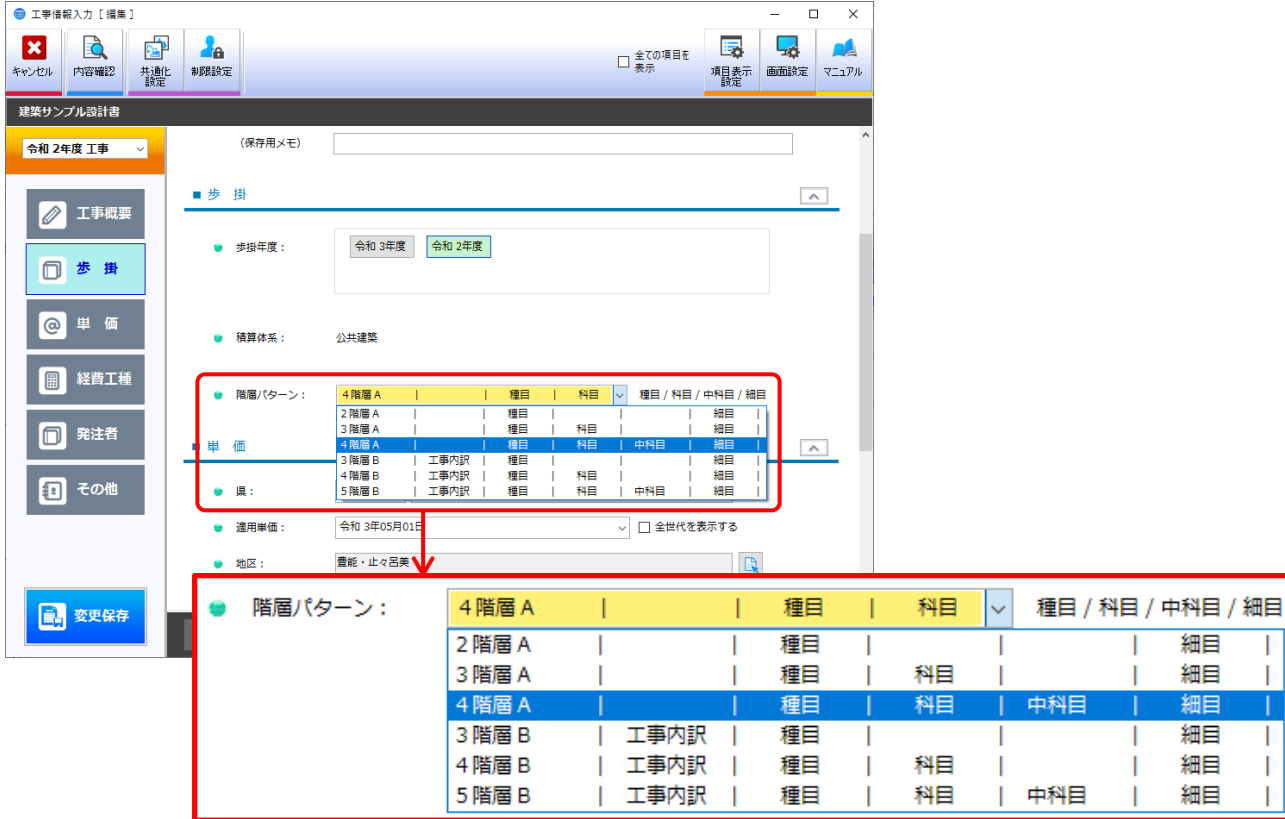 工事情報入力 [ 編集 ]
キャンセル 内容確認 共通化設定 制限設定 全ての項目を表示 項目表示設定 画面設定 マニュアル
建築サンプル設計書
令和 2年度 工事
工事概要
歩 掛
単 価
経費工種
発注者
その他
変更保存
(保存用メモ)
■ 歩 掛
歩掛年度： 令和 3年度 令和 2年度
積算体系： 公共建築
階層パターン： 4 階層 A | | 種目 | 科目 種目 / 科目 / 中科目 / 細目
2 階層 A | | 種目 | | | 細目 |
3 階層 A | | 種目 | 科目 | | 細目 |
4 階層 A | | 種目 | 科目 | 中科目 | 細目 |
3 階層 B | 工事内訳 | 種目 | | | 細目 |
4 階層 B | 工事内訳 | 種目 | 科目 | | 細目 |
5 階層 B | 工事内訳 | 種目 | 科目 | 中科目 | 細目 |
■ 単 価
県：
適用単価： 令和 3年05月01日 全世代を表示する
地区： 豊能・止々呂美
階層パターン： 4 階層 A | | 種目 | 科目 種目 / 科目 / 中科目 / 細目
2 階層 A | | 種目 | | | 細目 |
3 階層 A | | 種目 | 科目 | | 細目 |
4 階層 A | | 種目 | 科目 | 中科目 | 細目 |
3 階層 B | 工事内訳 | 種目 | | | 細目 |
4 階層 B | 工事内訳 | 種目 | 科目 | | 細目 |
5 階層 B | 工事内訳 | 種目 | 科目 | 中科目 | 細目 |